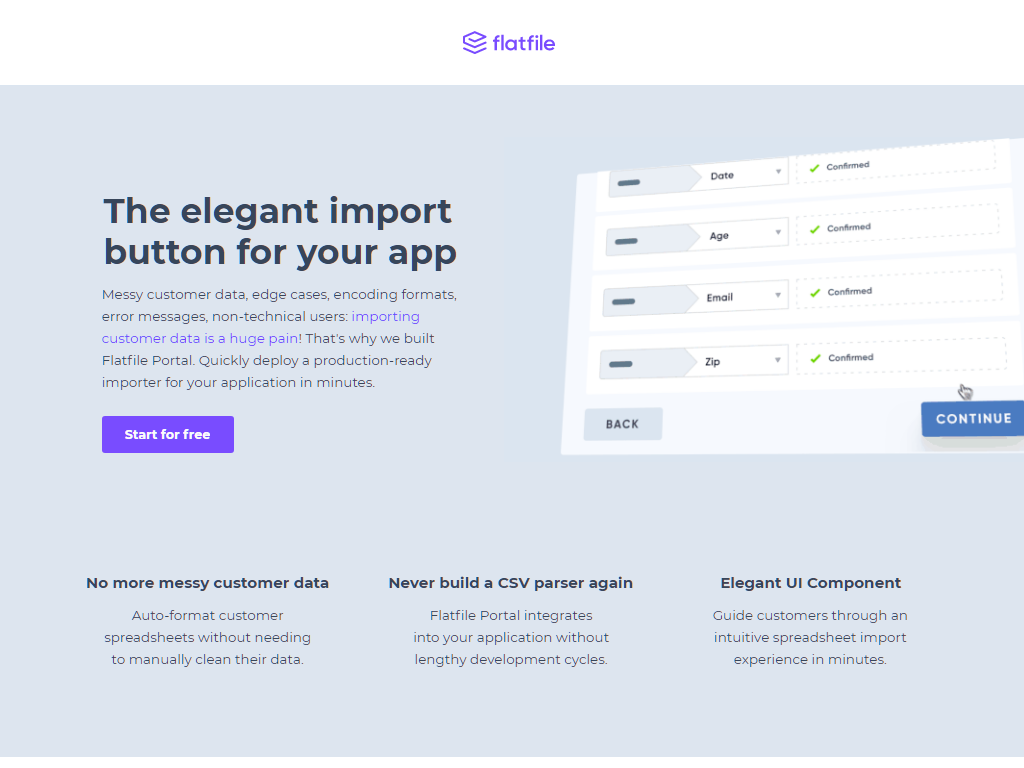 flatfile
The elegant import
button for your app
Messy customer data, edge cases, encoding formats,
error messages, non-technical users: importing
customer data is a huge pain! That's why we built
Flatfile Portal. Quickly deploy a production-ready
importer for your application in minutes.
Start for free
Date
Confirmed
Age
Confirmed
Email
Confirmed
Zip
Confirmed
BACK
CONTINUE
No more messy customer data
Auto-format customer
spreadsheets without needing
to manually clean their data.
Never build a CSV parser again
Flatfile Portal integrates
into your application without
lengthy development cycles.
Elegant UI Component
Guide customers through an
intuitive spreadsheet import
experience in minutes.